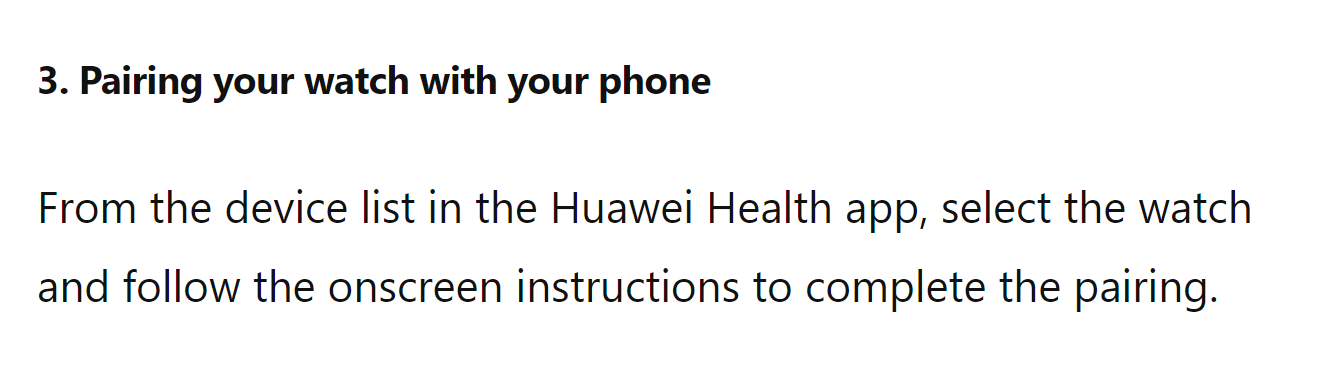 3. Pairing your watch with your phone
From the device list in the Huawei Health app, select the watch
and follow the onscreen instructions to complete the pairing.